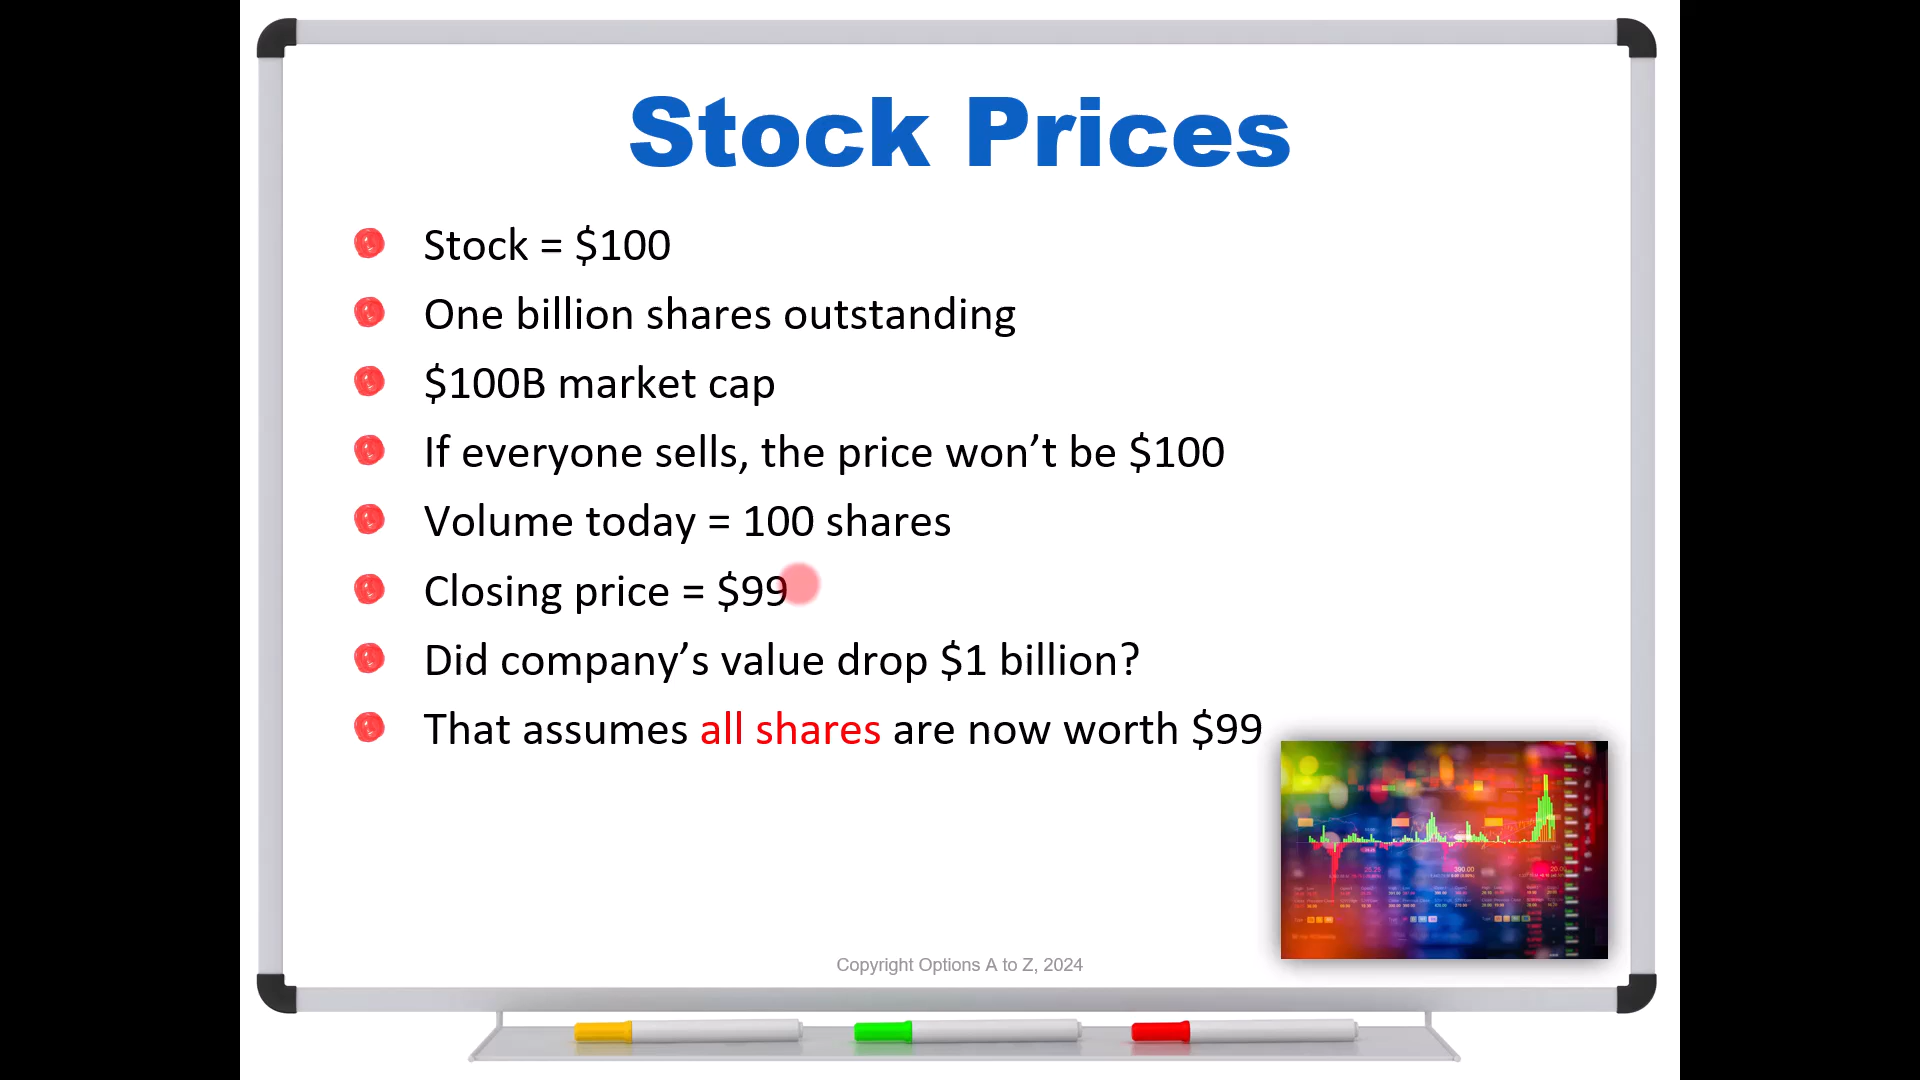 Stock Prices
Stock = $100
One billion shares outstanding
$100B market cap
If everyone sells, the price won’t be $100
Volume today = 100 shares
Closing price = $99
Did company’s value drop $1 billion?
That assumes all shares are now worth $99
Copyright Options A to Z, 2024